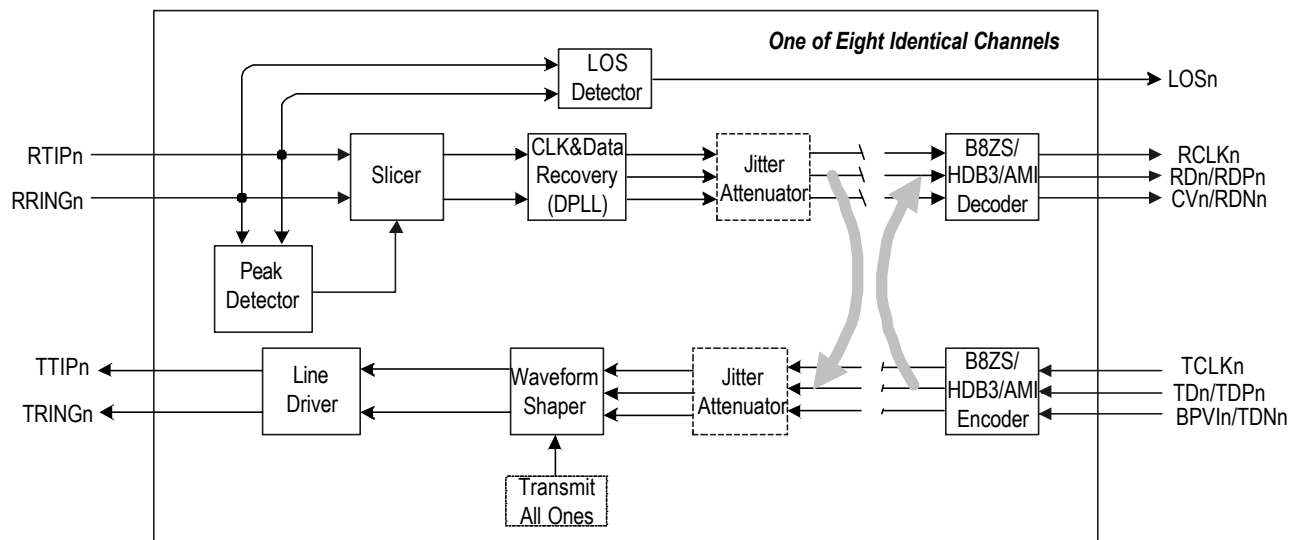 One of Eight Identical Channels
LOS
Detector
LOSn
RTIPn
RRINGn
Slicer
CLK&Data
Recovery
(DPLL)
Jitter
Attenuator
B8ZS/
HDB3/AMI
Decoder
RCLKn
RDn/RDPn
CVn/RDNn
Peak
Detector
TTIPn
TRINGn
Line
Driver
Waveform
Shaper
Jitter
Attenuator
B8ZS/
HDB3/AMI
Encoder
TCLKn
TDn/TDPn
BPVIn/TDNn
Transmit
All Ones